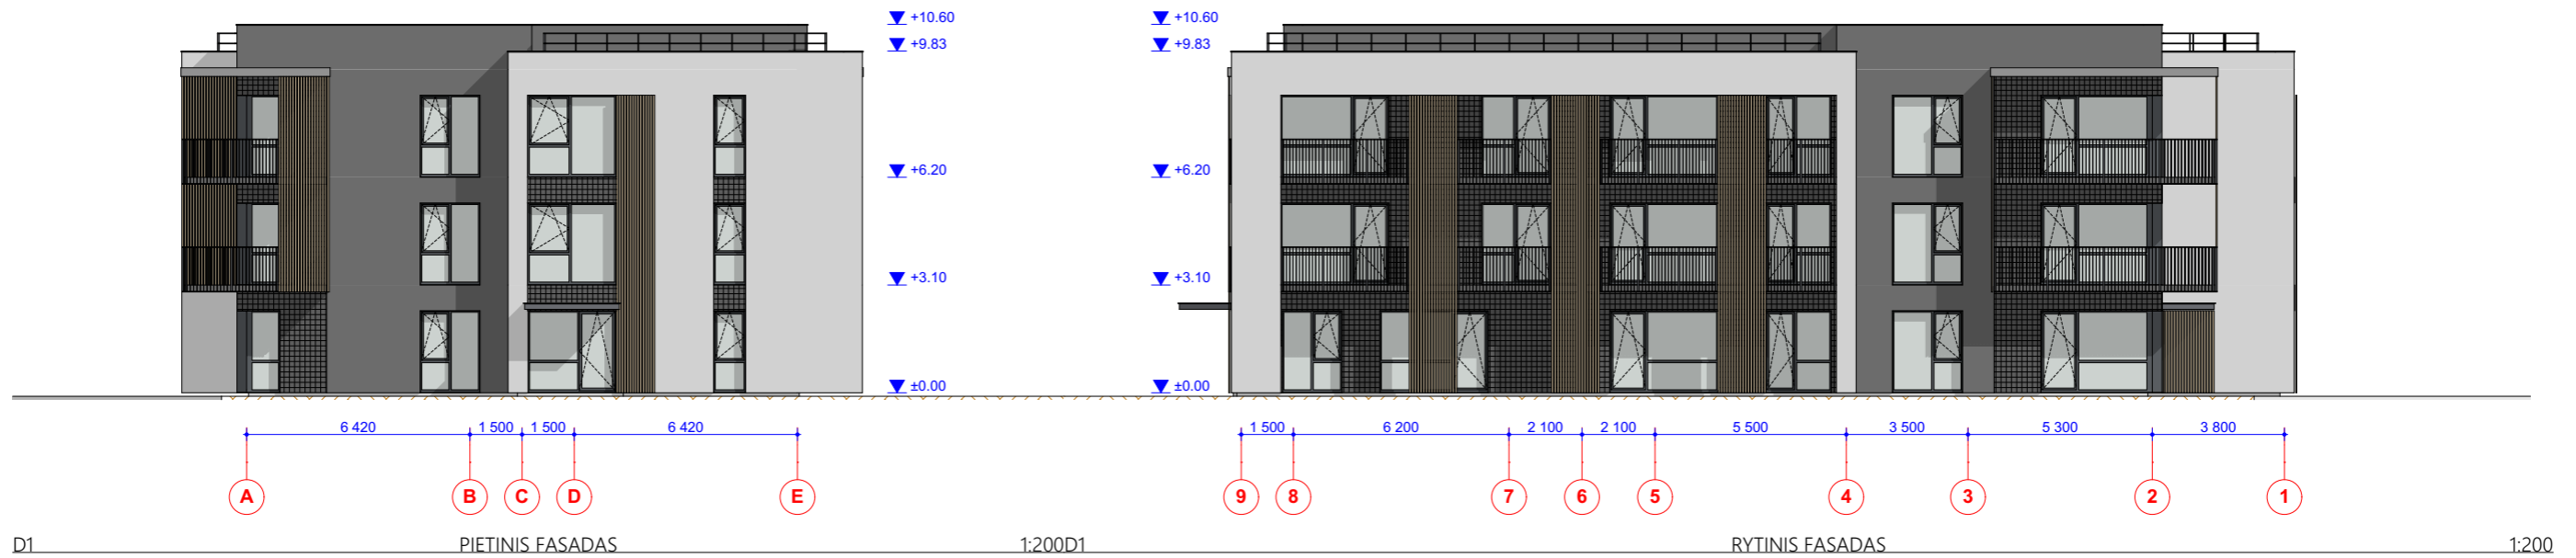 +10.60
+9.83
+6.20
+3.10
±0.00
+10.60
+9.83
+6.20
+3.10
±0.00
6 420 1 500 1 500 6 420
1 500 6 200 2 100 2 100 5 500 3 500 5 300 3 800
A B C D E
9 8 7 6 5 4 3 2 1
D1 PIETINIS FASADAS 1:200
D1 RYTINIS FASADAS 1:200